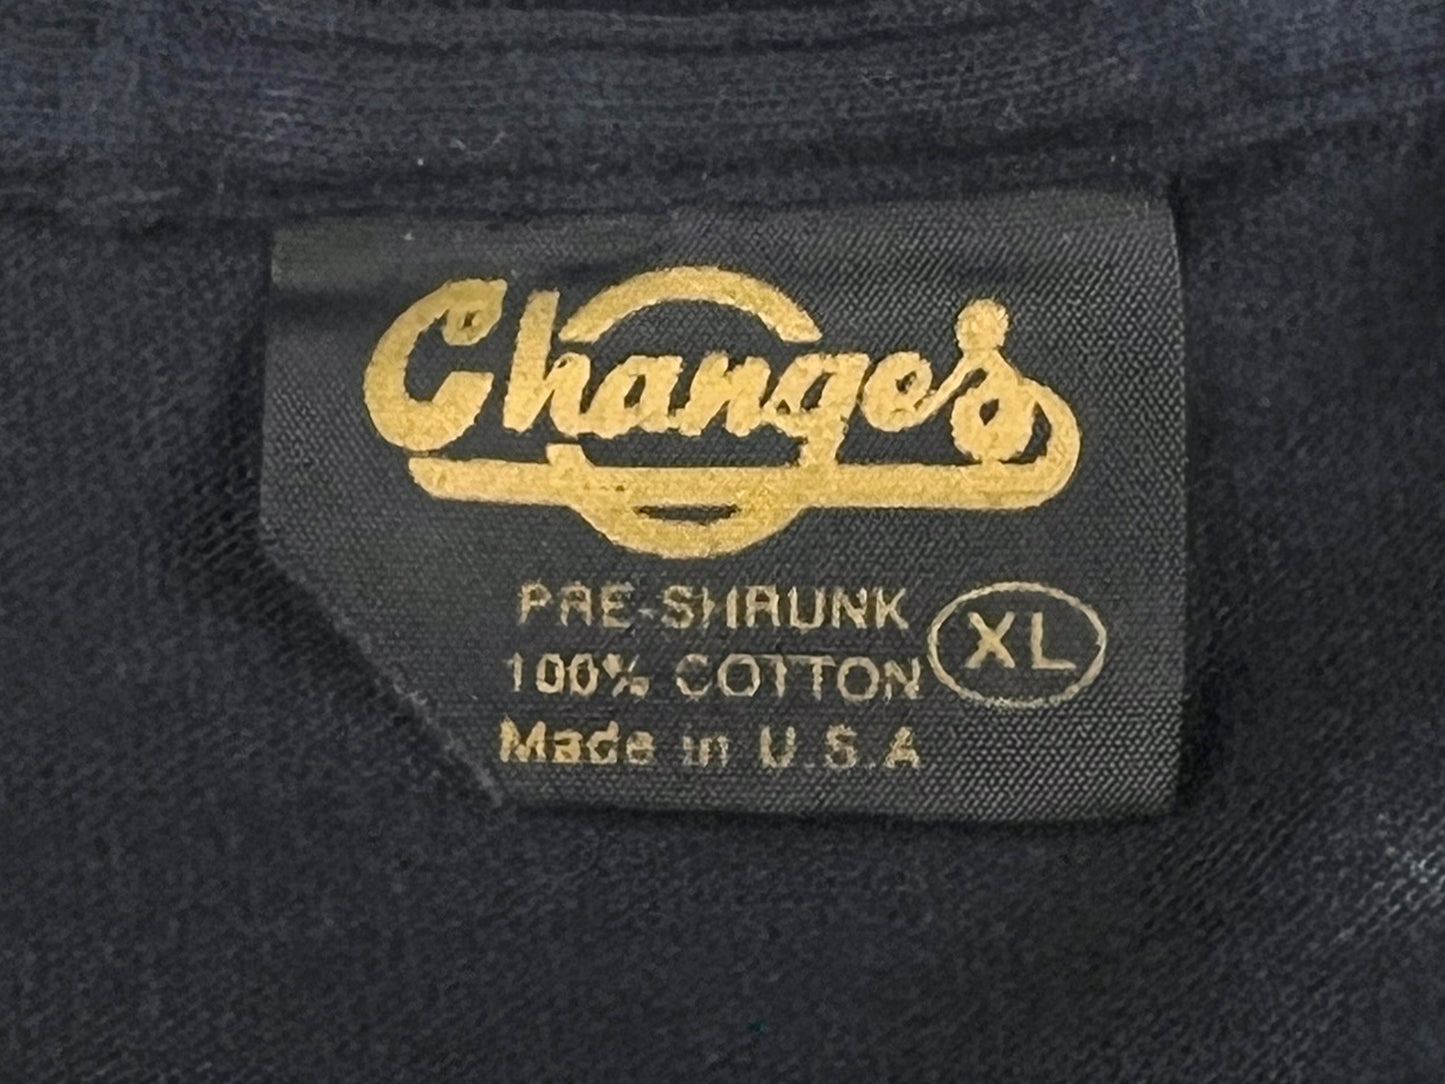 Changes
PRE-SHRUNK
100% COTTON
XL
Made in U.S.A